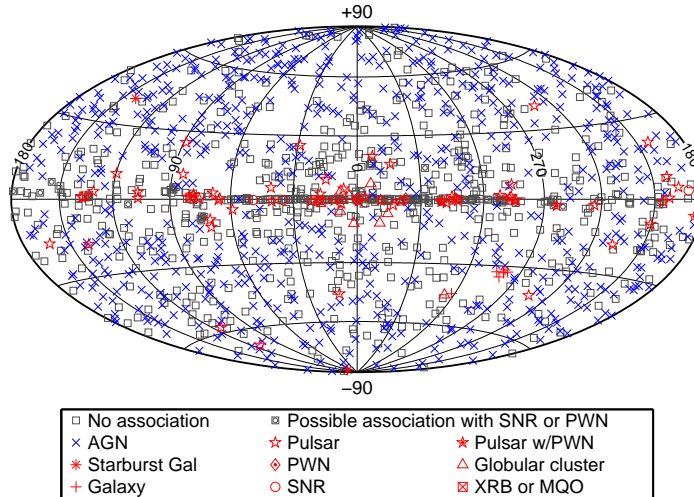 +90
−180
90
0
−270
−180
−90
No association
Possible association with SNR or PWN
AGN
Pulsar
Pulsar w/PWN
Starburst Gal
PWN
Globular cluster
Galaxy
SNR
XRB or MQO